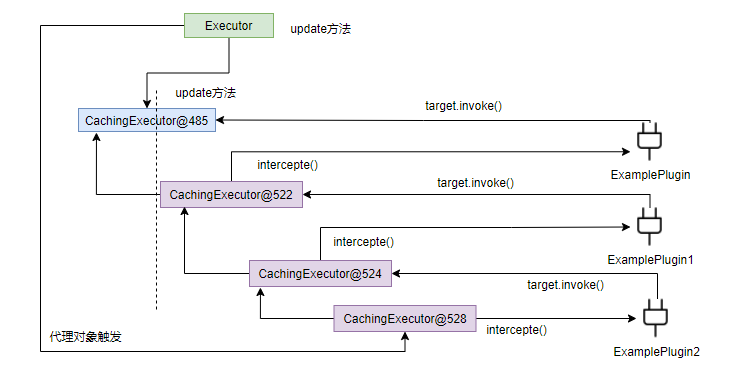 Executor
update方法
update方法
target.invoke()
CachingExecutor@485
intercepte()
ExamplePlugin
target.invoke()
CachingExecutor@522
intercepte()
ExamplePlugin1
CachingExecutor@524
target.invoke()
CachingExecutor@528
intercepte()
代理对象触发
ExamplePlugin2